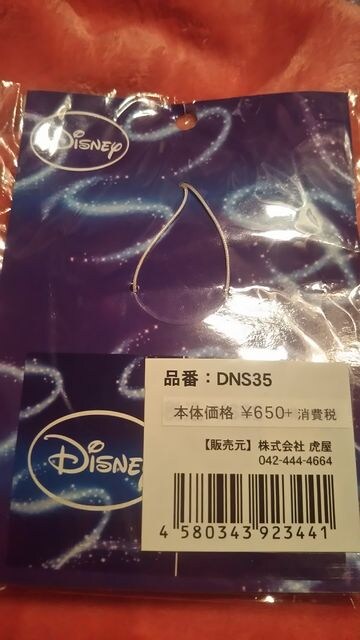 Disney
品番：DNS35
本体価格 ¥650+ 消費税
【販売元】株式会社 虎屋
042-444-4664
Disney
4 580343 923441